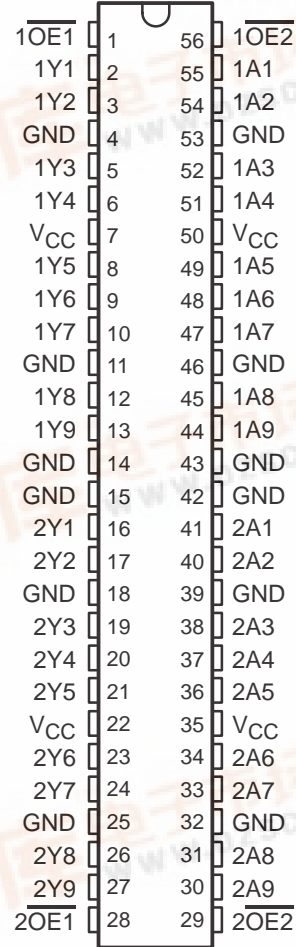 1OE1 1 56 1OE2
1Y1 2 55 1A1
1Y2 3 54 1A2
GND 4 53 GND
1Y3 5 52 1A3
1Y4 6 51 1A4
VCC 7 50 VCC
1Y5 8 49 1A5
1Y6 9 48 1A6
1Y7 10 47 1A7
GND 11 46 GND
1Y8 12 45 1A8
1Y9 13 44 1A9
GND 14 43 GND
GND 15 42 GND
2Y1 16 41 2A1
2Y2 17 40 2A2
GND 18 39 GND
2Y3 19 38 2A3
2Y4 20 37 2A4
2Y5 21 36 2A5
VCC 22 35 VCC
2Y6 23 34 2A6
2Y7 24 33 2A7
GND 25 32 GND
2Y8 26 31 2A8
2Y9 27 30 2A9
2OE1 28 29 2OE2